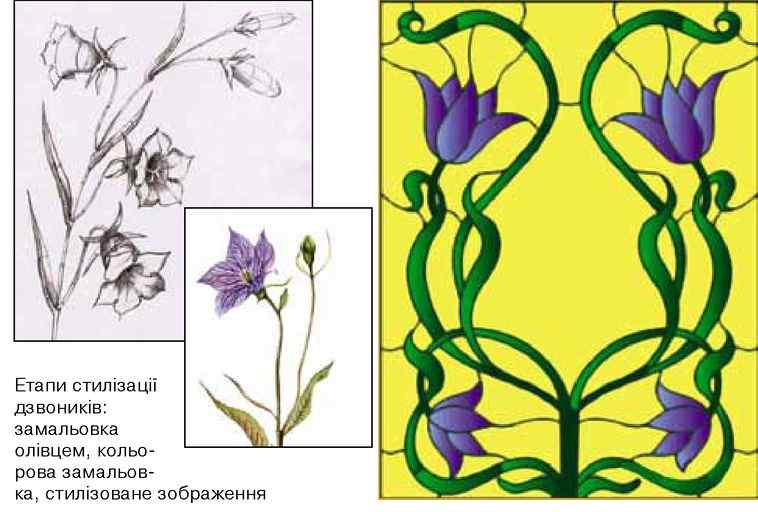 Етапи стилізації
дзвоників:
замальовка
олівцем, кольо-
рова замальов-
ка, стилізоване зображення